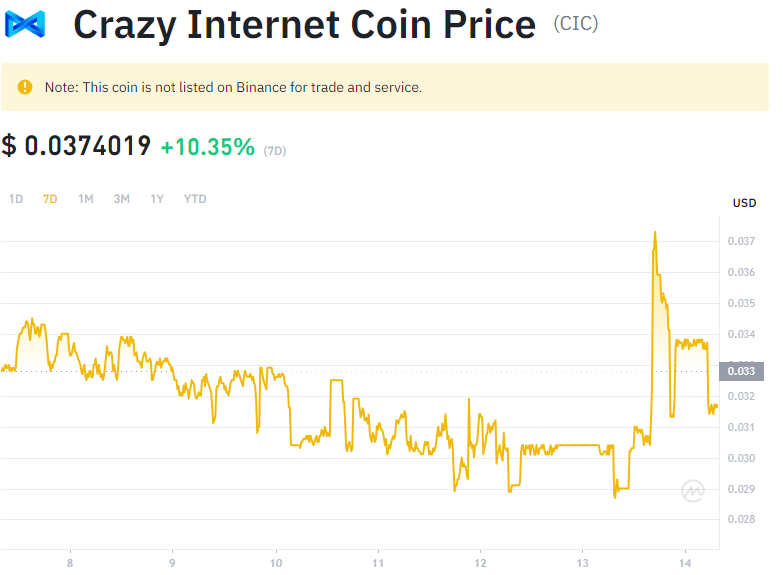 Crazy Internet Coin Price (CIC)
Note: This coin is not listed on Binance for trade and service.
$ 0.0374019 +10.35% (7D)
1D 7D 1M 3M 1Y YTD
USD
0.037
0.036
0.035
0.034
0.033
0.032
0.031
0.030
0.029
0.028
8 9 10 11 12 13 14